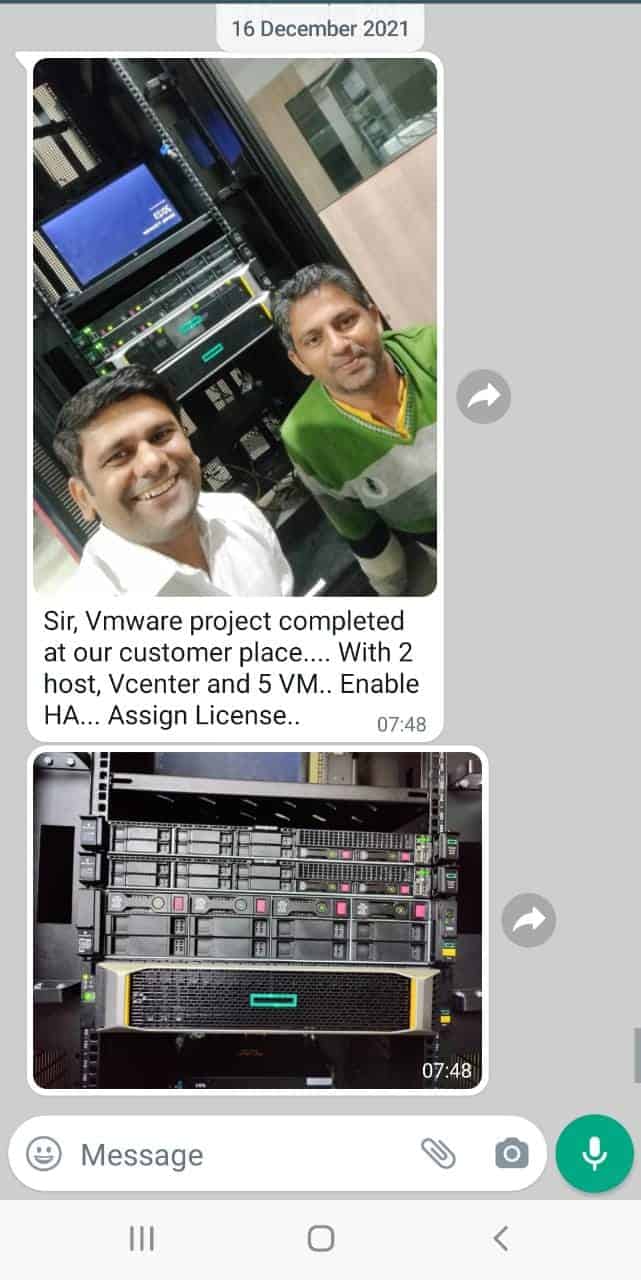 16 December 2021
Sir, Vmware project completed
at our customer place.... With 2
host, Vcenter and 5 VM.. Enable
HA... Assign License..
07:48
07:48
Message